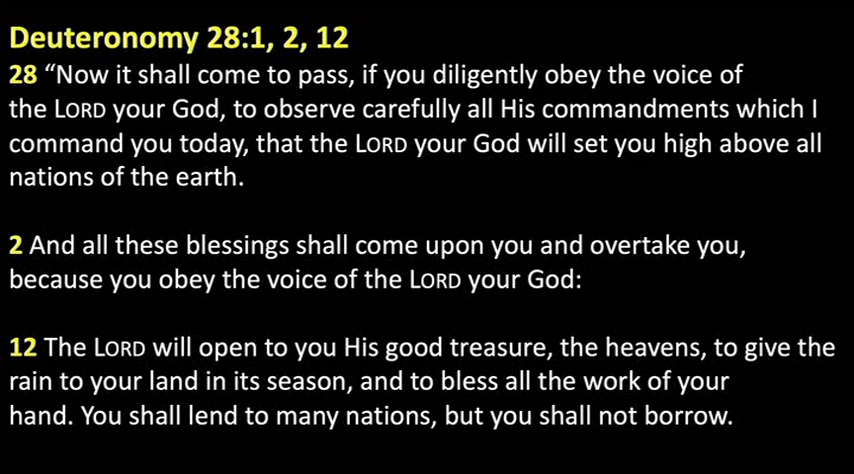 Deuteronomy 28:1, 2, 12
28 “Now it shall come to pass, if you diligently obey the voice of
the LORD your God, to observe carefully all His commandments which I
command you today, that the LORD your God will set you high above all
nations of the earth.
2 And all these blessings shall come upon you and overtake you,
because you obey the voice of the LORD your God:
12 The LORD will open to you His good treasure, the heavens, to give the
rain to your land in its season, and to bless all the work of your
hand. You shall lend to many nations, but you shall not borrow.